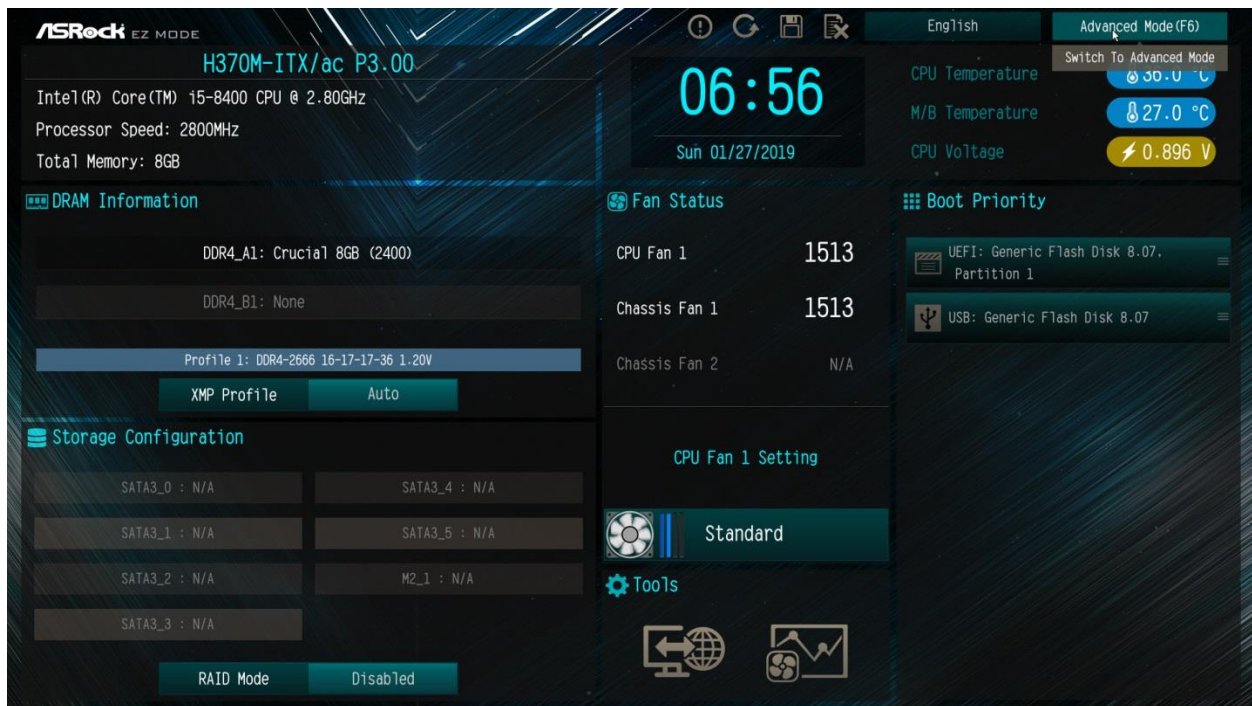 ASRock EZ MODE
English
Advanced Mode(F6)
Switch To Advanced Mode
H370M-ITX/ac P3.00
Intel(R) Core(TM) i5-8400 CPU @ 2.80GHz
Processor Speed: 2800MHz
Total Memory: 8GB
06:56
Sun 01/27/2019
CPU Temperature
36.0 °C
M/B Temperature
27.0 °C
CPU Voltage
0.896 V
DRAM Information
DDR4_A1: Crucial 8GB (2400)
DDR4_B1: None
Profile 1: DDR4-2666 16-17-17-36 1.20V
XMP Profile
Auto
Storage Configuration
SATA3_0 : N/A
SATA3_4 : N/A
SATA3_1 : N/A
SATA3_5 : N/A
SATA3_2 : N/A
M2_1 : N/A
SATA3_3 : N/A
RAID Mode
Disabled
Fan Status
CPU Fan 1
1513
Chassis Fan 1
1513
Chassis Fan 2
N/A
CPU Fan 1 Setting
Standard
Tools
Boot Priority
UEFI: Generic Flash Disk 8.07,
Partition 1
USB: Generic Flash Disk 8.07